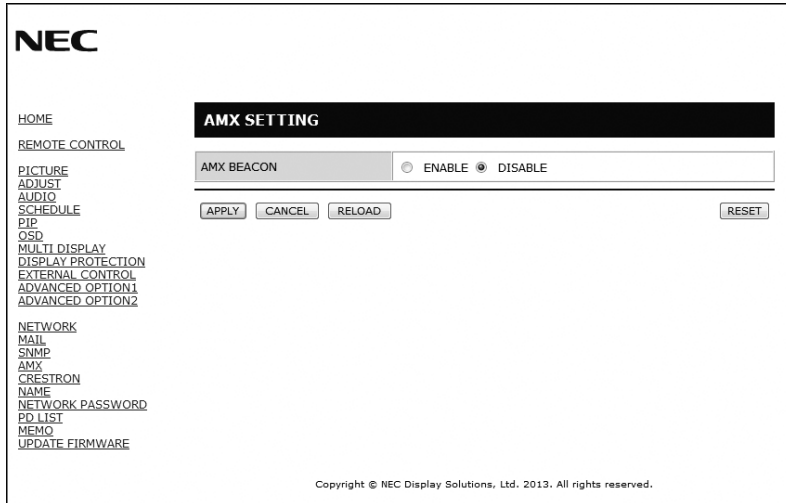 NEC
HOME
REMOTE CONTROL
PICTURE
ADJUST
AUDIO
SCHEDULE
PIP
OSD
MULTI DISPLAY
DISPLAY PROTECTION
EXTERNAL CONTROL
ADVANCED OPTION1
ADVANCED OPTION2
NETWORK
MAIL
SNMP
AMX
CRESTRON
NAME
NETWORK PASSWORD
PD LIST
MEMO
UPDATE FIRMWARE
AMX SETTING
AMX BEACON ENABLE DISABLE
APPLY CANCEL RELOAD RESET
Copyright © NEC Display Solutions, Ltd. 2013. All rights reserved.